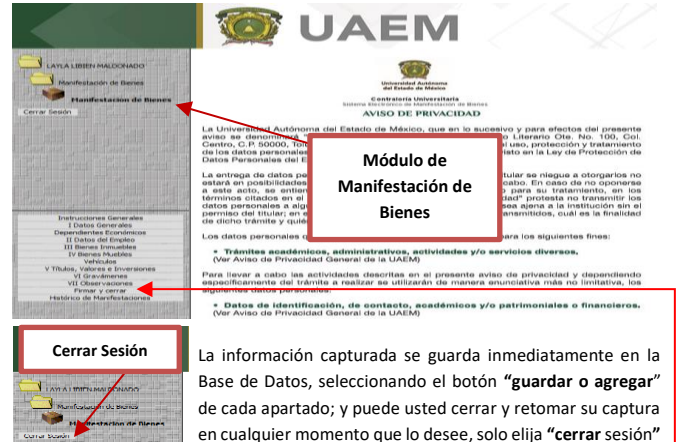 UAEM
LAYLA LIBIEN MALDONADO
Manifestación de Bienes
Manifestacion de Bienes
Cerrar Sesión
Instrucciones Generales
I Datos Generales
Dependientes Económicos
II Datos del Empleo
III Bienes Inmuebles
IV Bienes Muebles
Vehículos
V Títulos, Valores e Inversiones
VI Gravámenes
VII Observaciones
Firmar y cerrar
Histórico de Manifestaciones
Universidad Autónoma
del Estado de México
Contraloría Universitaria
Sistema Electrónico de Manifestación de Bienes
AVISO DE PRIVACIDAD
La Universidad Autónoma del Estado de México, que en lo sucesivo y para efectos del presente
aviso se denominará Literario Ote. No. 100, Col.
Centro, C.P. 50000, uso, protección y tratamiento
de los datos personales en la Ley de Protección de
Datos Personales del
La entrega de datos titular se niegue a otorgarlos no
estará en posibilidades cabo. En caso de no oponerse
a este acto, se para su tratamiento, en los
términos citados en el protesta no transmitir los
datos personales a sea ajena a la institución sin el
permiso del titular; en cuál es la finalidad
de dicho trámite y
Los datos personales para los siguientes fines:
• Trámites académicos, administrativos, actividades y/o servicios diversos.
(Ver Aviso de Privacidad General de la UAEM)
Para llevar a cabo las actividades descritas en el presente aviso de privacidad y dependiendo
específicamente del trámite a realizar se utilizarán de manera enunciativa más no limitativa, los
siguientes datos personales:
• Datos de identificación, de contacto, académicos y/o patrimoniales o financieros.
(Ver Aviso de Privacidad General de la UAEM)
Módulo de
Manifestación de
Bienes
Cerrar Sesión
LAYLA LIBIEN MALDONADO
Manifestación de Bienes
Manifestacion de Bienes
Cerrar Sesión
La información capturada se guarda inmediatamente en la
Base de Datos, seleccionando el botón “guardar o agregar”
de cada apartado; y puede usted cerrar y retomar su captura
en cualquier momento que lo desee, solo elija “cerrar sesión”